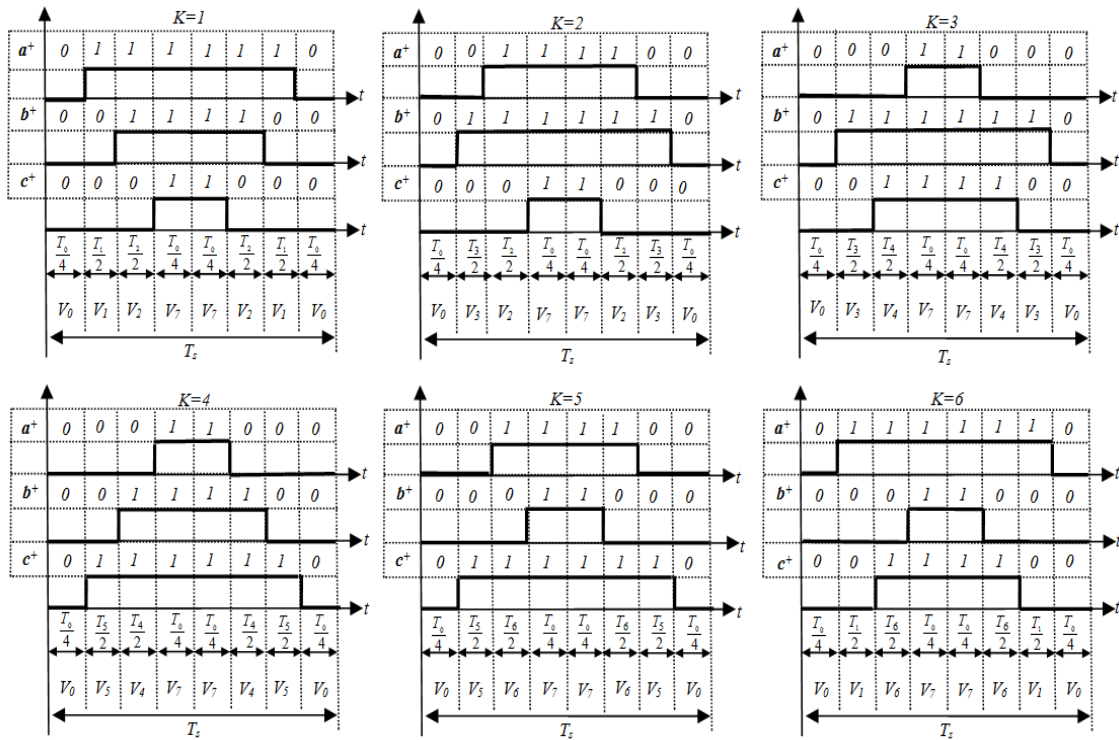 K=1
a⁺ 0 1 1 1 1 1 1 0
t
b⁺ 0 0 1 1 1 1 0 0
t
c⁺ 0 0 0 1 1 0 0 0
t
T₀/4 T₁/2 T₂/2 T₀/4 T₀/4 T₂/2 T₁/2 T₀/4
V₀ V₁ V₂ V₇ V₇ V₂ V₁ V₀
Tₛ
K=2
a⁺ 0 0 1 1 1 1 0 0
t
b⁺ 0 1 1 1 1 1 1 0
t
c⁺ 0 0 0 1 1 0 0 0
t
T₀/4 T₃/2 T₂/2 T₀/4 T₀/4 T₂/2 T₃/2 T₀/4
V₀ V₃ V₂ V₇ V₇ V₂ V₃ V₀
Tₛ
K=3
a⁺ 0 0 0 1 1 0 0 0
t
b⁺ 0 1 1 1 1 1 1 0
t
c⁺ 0 0 1 1 1 1 0 0
t
T₀/4 T₃/2 T₄/2 T₀/4 T₀/4 T₄/2 T₃/2 T₀/4
V₀ V₃ V₄ V₇ V₇ V₄ V₃ V₀
Tₛ
K=4
a⁺ 0 0 0 1 1 0 0 0
t
b⁺ 0 0 1 1 1 1 0 0
t
c⁺ 0 1 1 1 1 1 1 0
t
T₀/4 T₅/2 T₄/2 T₀/4 T₀/4 T₄/2 T₅/2 T₀/4
V₀ V₅ V₄ V₇ V₇ V₄ V₅ V₀
Tₛ
K=5
a⁺ 0 0 1 1 1 1 0 0
t
b⁺ 0 0 0 1 1 0 0 0
t
c⁺ 0 1 1 1 1 1 1 0
t
T₀/4 T₅/2 T₆/2 T₀/4 T₀/4 T₆/2 T₅/2 T₀/4
V₀ V₅ V₆ V₇ V₇ V₆ V₅ V₀
Tₛ
K=6
a⁺ 0 1 1 1 1 1 1 0
t
b⁺ 0 0 0 1 1 0 0 0
t
c⁺ 0 0 1 1 1 1 0 0
t
T₀/4 T₁/2 T₆/2 T₀/4 T₀/4 T₆/2 T₁/2 T₀/4
V₀ V₁ V₆ V₇ V₇ V₆ V₁ V₀
Tₛ